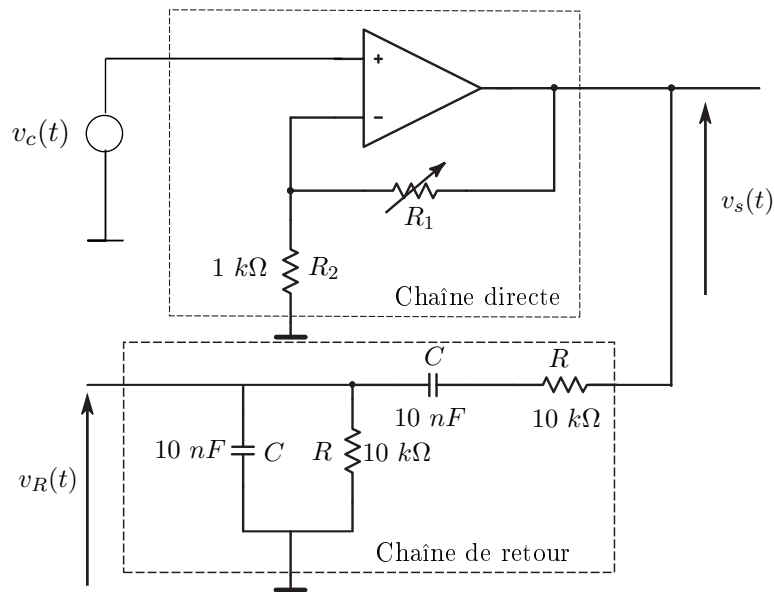 +
v_c(t)
−
R_1
v_s(t)
1 kΩ
R_2
Chaîne directe
C
R
10 nF
10 kΩ
10 nF
C
R
10 kΩ
v_R(t)
Chaîne de retour